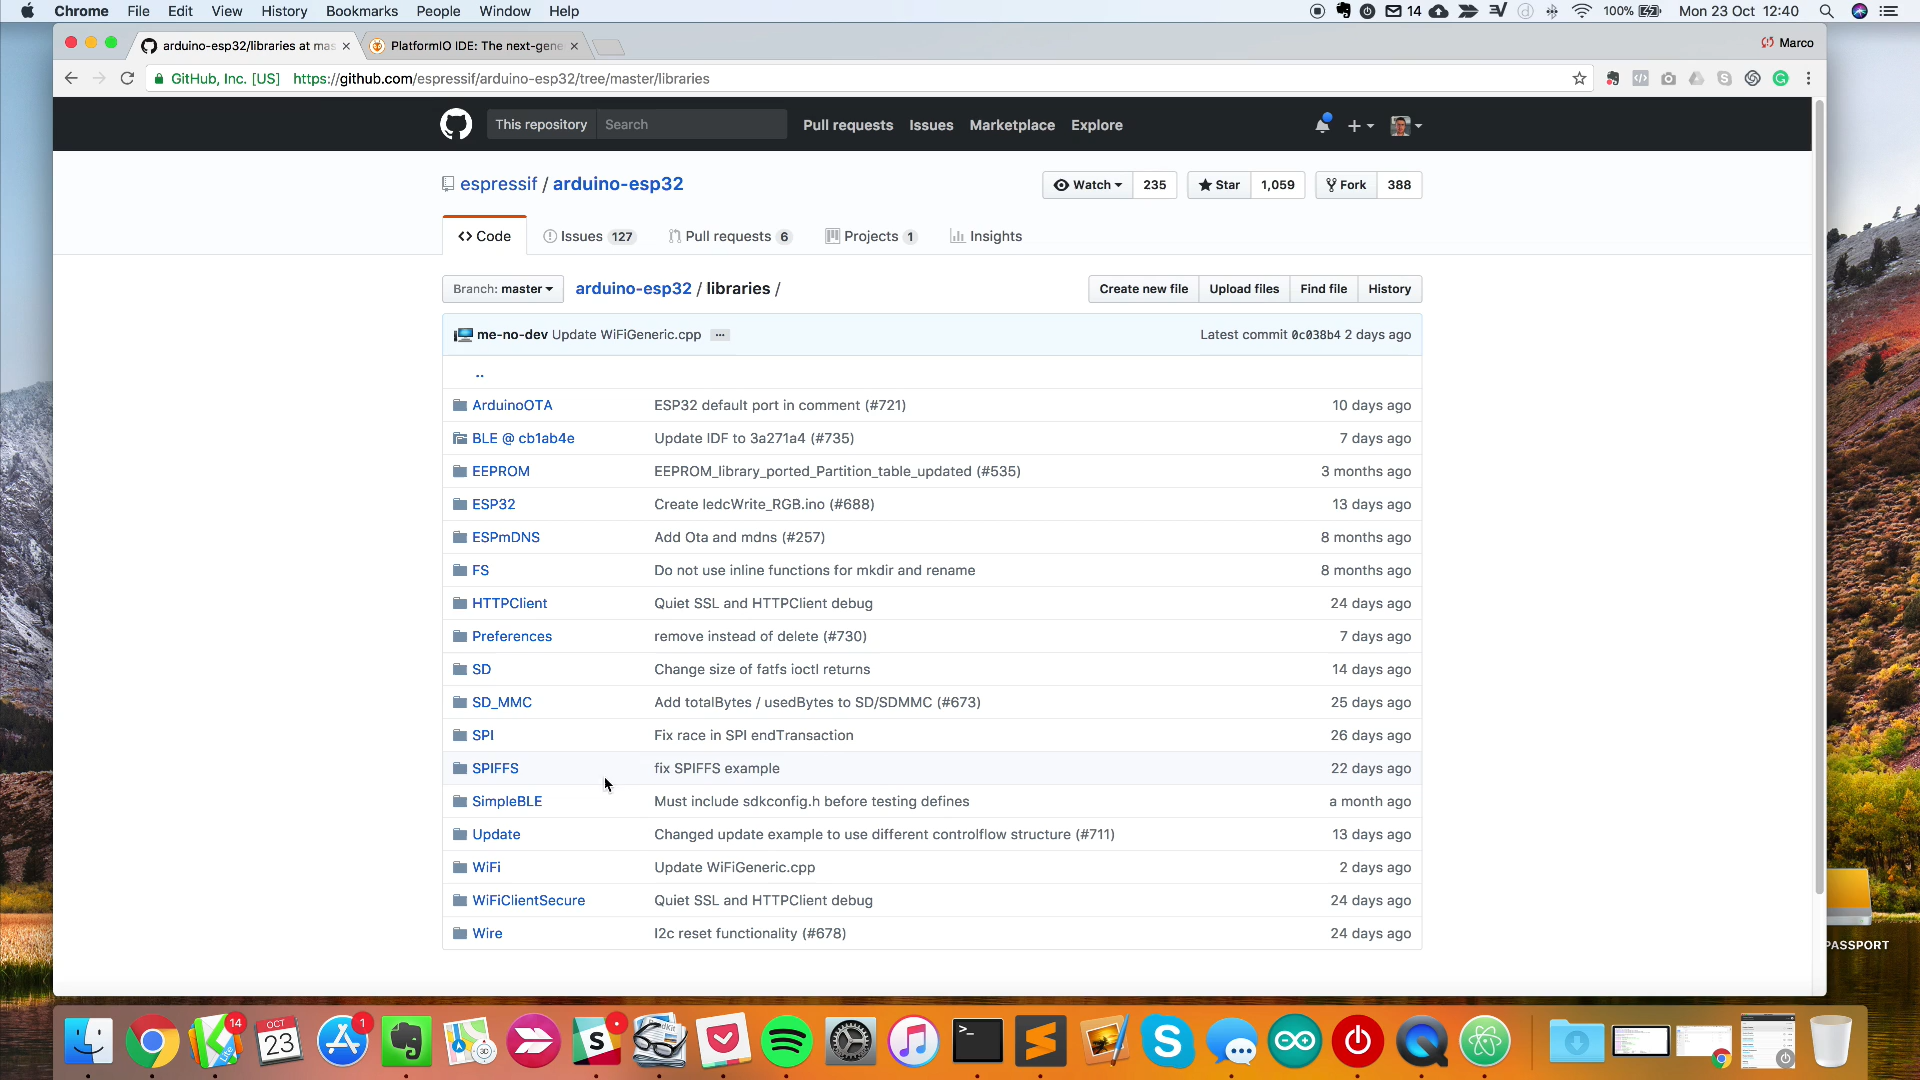 Chrome File Edit View History Bookmarks People Window Help 14 100% Mon 23 Oct 12:40
arduino-esp32/libraries at mas PlatformIO IDE: The next-gene Marco
GitHub, Inc. [US] https://github.com/espressif/arduino-esp32/tree/master/libraries
This repository Search Pull requests Issues Marketplace Explore
espressif / arduino-esp32 Watch 235 Star 1,059 Fork 388
Code Issues 127 Pull requests 6 Projects 1 Insights
Branch: master arduino-esp32 / libraries / Create new file Upload files Find file History
me-no-dev Update WiFiGeneric.cpp ... Latest commit 0c038b4 2 days ago
..
ArduinoOTA ESP32 default port in comment (#721) 10 days ago
BLE @ cb1ab4e Update IDF to 3a271a4 (#735) 7 days ago
EEPROM EEPROM_library_ported_Partition_table_updated (#535) 3 months ago
ESP32 Create ledcWrite_RGB.ino (#688) 13 days ago
ESPmDNS Add Ota and mdns (#257) 8 months ago
FS Do not use inline functions for mkdir and rename 8 months ago
HTTPClient Quiet SSL and HTTPClient debug 24 days ago
Preferences remove instead of delete (#730) 7 days ago
SD Change size of fatfs ioctl returns 14 days ago
SD_MMC Add totalBytes / usedBytes to SD/SDMMC (#673) 25 days ago
SPI Fix race in SPI endTransaction 26 days ago
SPIFFS fix SPIFFS example 22 days ago
SimpleBLE Must include sdkconfig.h before testing defines a month ago
Update Changed update example to use different controlflow structure (#711) 13 days ago
WiFi Update WiFiGeneric.cpp 2 days ago
WiFiClientSecure Quiet SSL and HTTPClient debug 24 days ago
Wire I2c reset functionality (#678) 24 days ago
PASSPORT
14 OCT 23 1